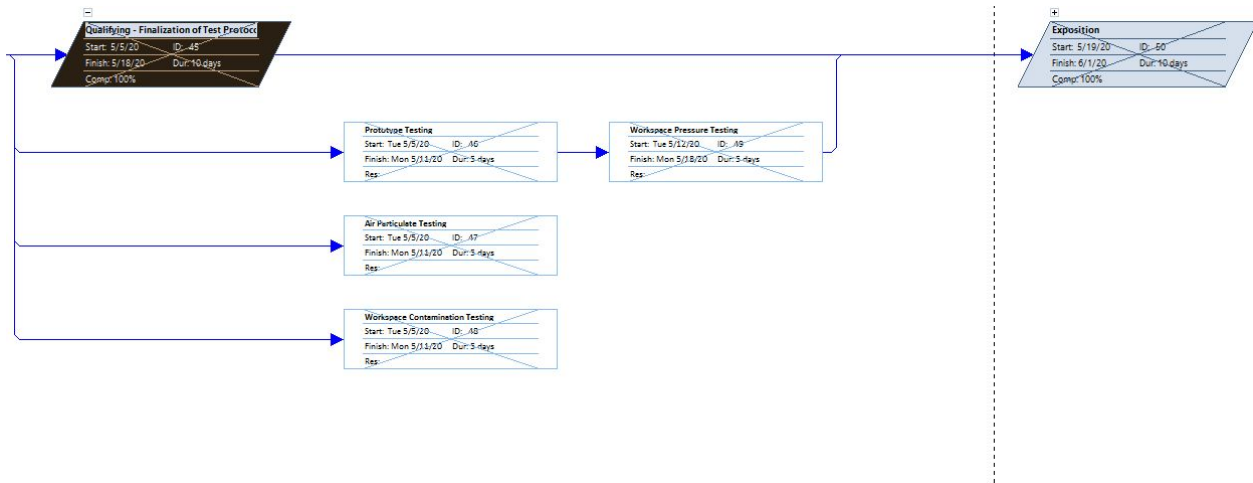 Qualifying - Finalization of Test Protoco
Start: 5/5/20 ID: 45
Finish: 5/18/20 Dur: 10 days
Comp: 100%
Exposition
Start: 5/19/20 ID: 50
Finish: 6/1/20 Dur: 10 days
Comp: 100%
Prototype Testing
Start: Tue 5/5/20 ID: 46
Finish: Mon 5/11/20 Dur: 5 days
Res:
Workspace Pressure Testing
Start: Tue 5/12/20 ID: 49
Finish: Mon 5/18/20 Dur: 5 days
Res:
Air Particulate Testing
Start: Tue 5/5/20 ID: 47
Finish: Mon 5/11/20 Dur: 5 days
Res:
Workspace Contamination Testing
Start: Tue 5/5/20 ID: 48
Finish: Mon 5/11/20 Dur: 5 days
Res: